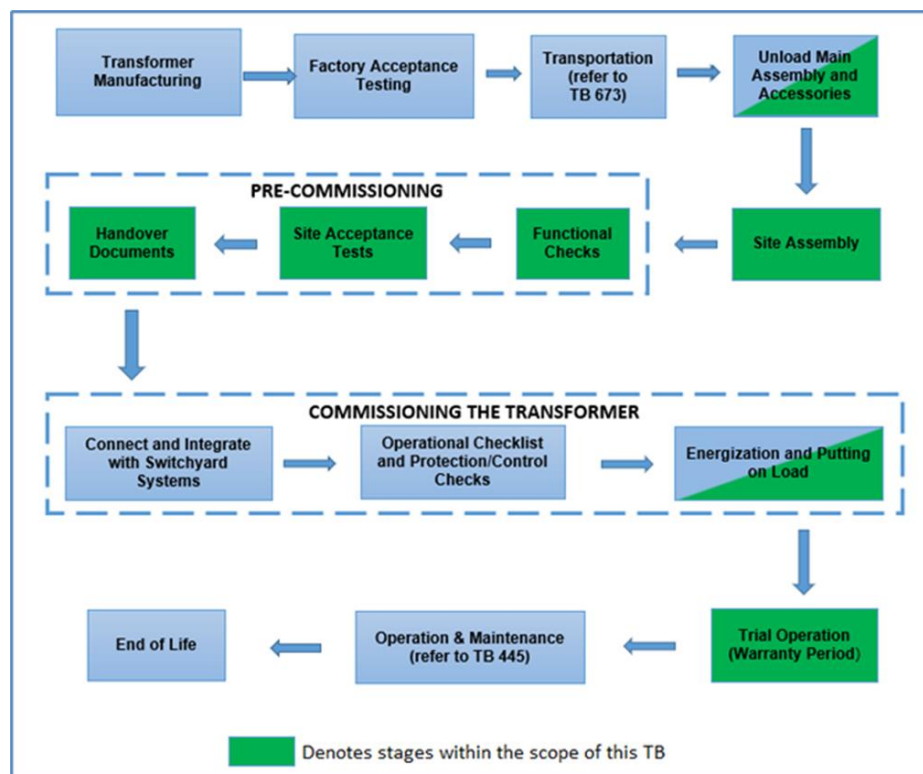 Transformer
Manufacturing
Factory Acceptance
Testing
Transportation
(refer to
TB 673)
Unload Main
Assembly and
Accessories
PRE-COMMISSIONING
Handover
Documents
Site Acceptance
Tests
Functional
Checks
Site Assembly
COMMISSIONING THE TRANSFORMER
Connect and Integrate
with Switchyard
Systems
Operational Checklist
and Protection/Control
Checks
Energization and Putting
on Load
End of Life
Operation & Maintenance
(refer to TB 445)
Trial Operation
(Warranty Period)
Denotes stages within the scope of this TB